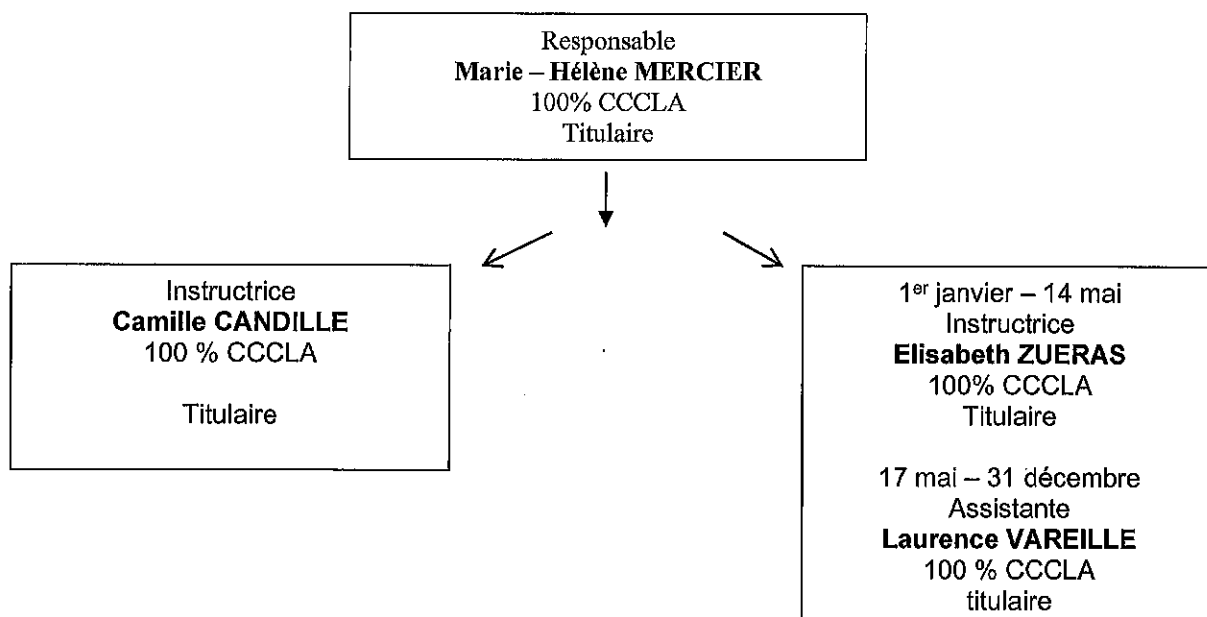 Responsable
Marie – Hélène MERCIER
100% CCCLA
Titulaire
Instructrice
Camille CANDILLE
100 % CCCLA
Titulaire
1er janvier – 14 mai
Instructrice
Elisabeth ZUERAS
100% CCCLA
Titulaire
17 mai – 31 décembre
Assistante
Laurence VAREILLE
100 % CCCLA
titulaire